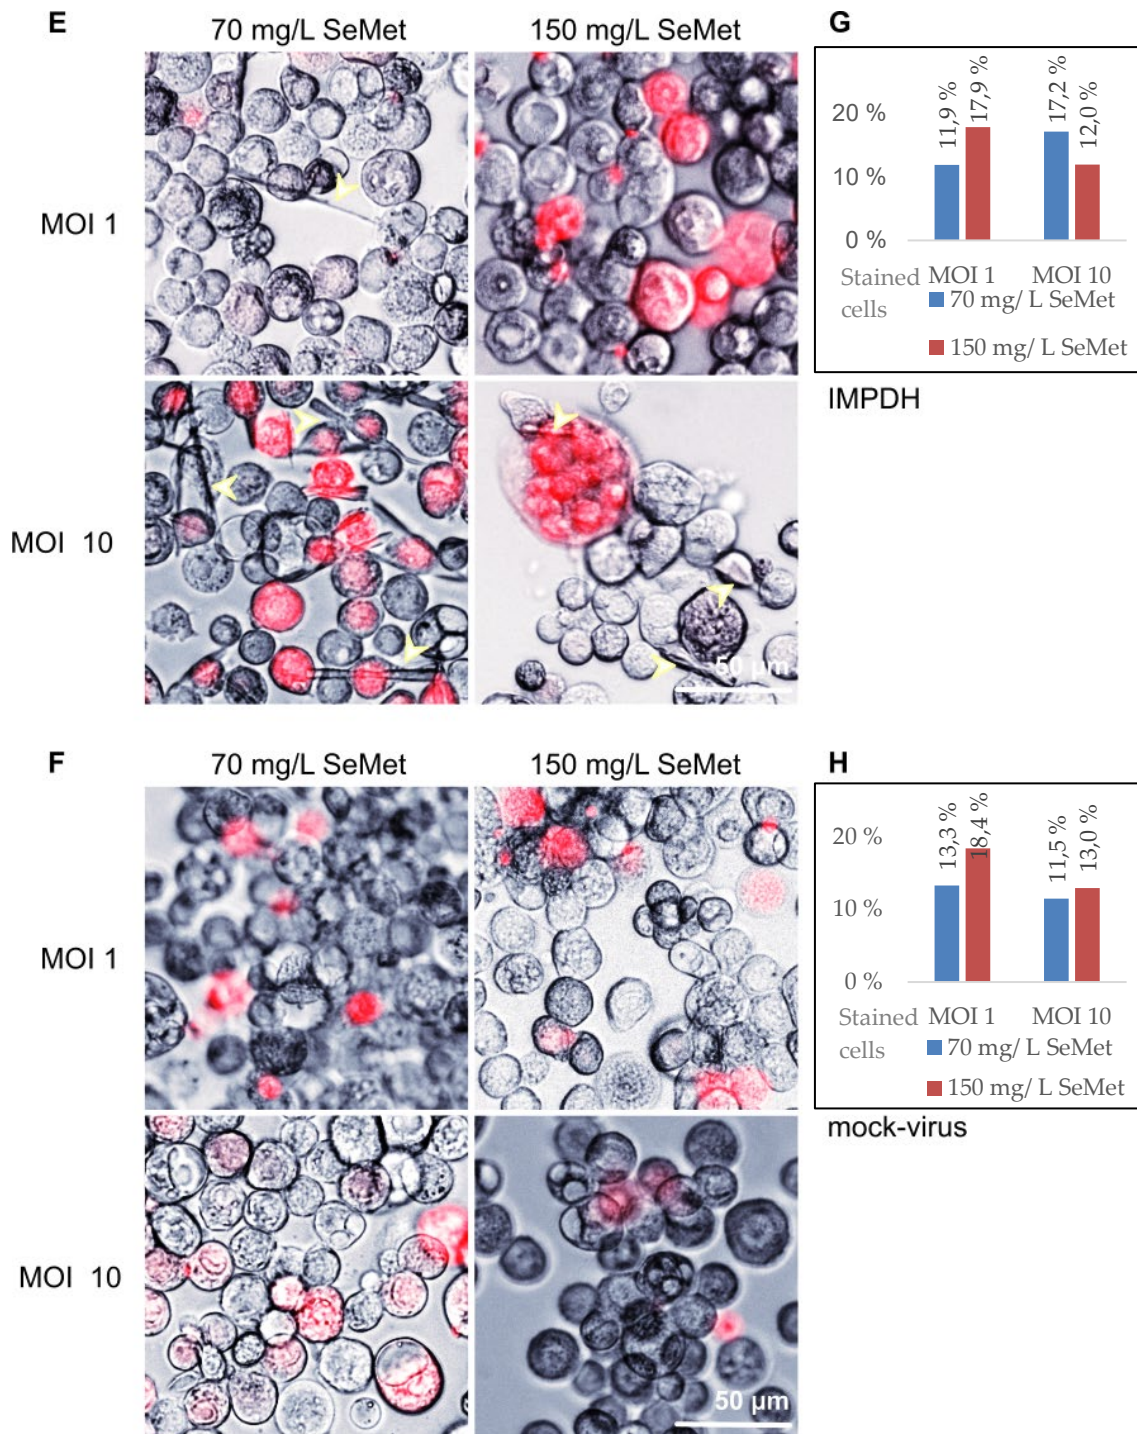 E
70 mg/L SeMet
150 mg/L SeMet
MOI 1
MOI 10
50 µm
G
20 %
10 %
0 %
11,9 %
17,9 %
17,2 %
12,0 %
Stained cells
MOI 1
MOI 10
70 mg/ L SeMet
150 mg/ L SeMet
IMPDH
F
70 mg/L SeMet
150 mg/L SeMet
MOI 1
MOI 10
50 µm
H
20 %
10 %
0 %
13,3 %
18,4 %
11,5 %
13,0 %
Stained cells
MOI 1
MOI 10
70 mg/ L SeMet
150 mg/ L SeMet
mock-virus